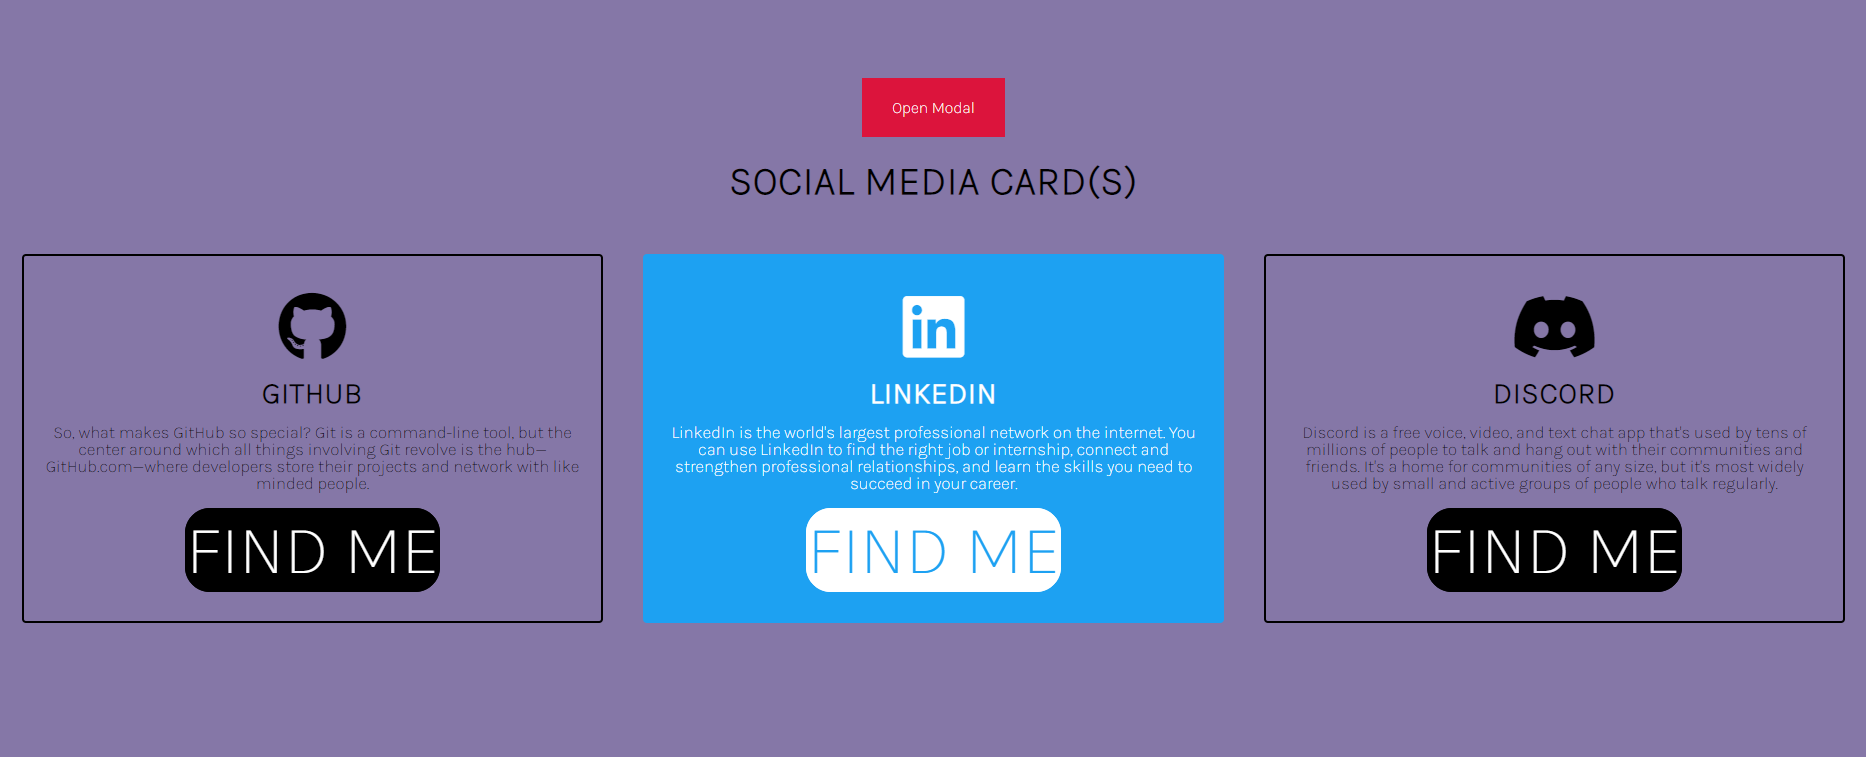 Open Modal
SOCIAL MEDIA CARD(S)
GITHUB
So, what makes GitHub so special? Git is a command-line tool, but the
center around which all things involving Git revolve is the hub—
GitHub.com—where developers store their projects and network with like
minded people.
FIND ME
in
LINKEDIN
LinkedIn is the world's largest professional network on the internet. You
can use LinkedIn to find the right job or internship, connect and
strengthen professional relationships, and learn the skills you need to
succeed in your career.
FIND ME
DISCORD
Discord is a free voice, video, and text chat app that's used by tens of
millions of people to talk and hang out with their communities and
friends. It's a home for communities of any size, but it's most widely
used by small and active groups of people who talk regularly.
FIND ME